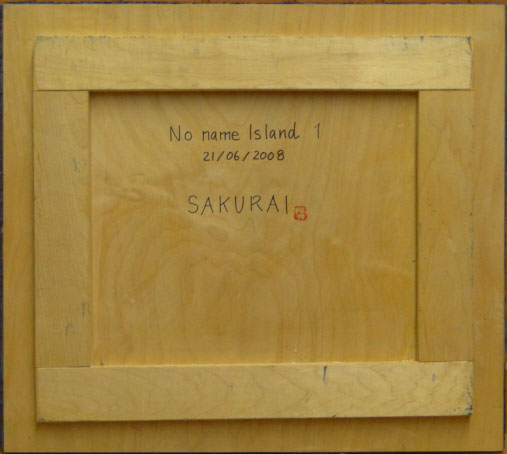 No name Island 1
21/06/2008
SAKURAI